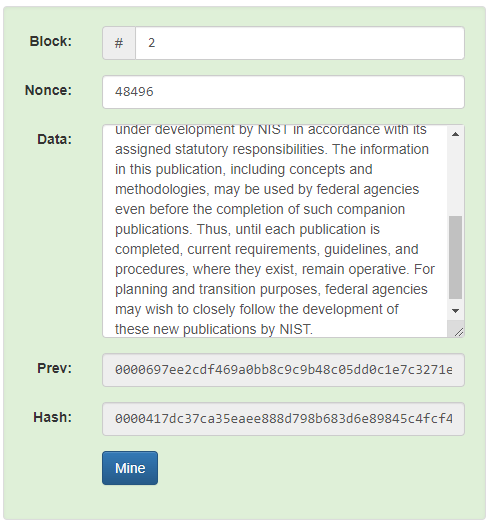 Block: # 2
Nonce: 48496
Data: under development by NIST in accordance with its
assigned statutory responsibilities. The information
in this publication, including concepts and
methodologies, may be used by federal agencies
even before the completion of such companion
publications. Thus, until each publication is
completed, current requirements, guidelines, and
procedures, where they exist, remain operative. For
planning and transition purposes, federal agencies
may wish to closely follow the development of
these new publications by NIST.
Prev: 0000697ee2cdf469a0bb8c9c9b48c05dd0c1e7c3271e
Hash: 0000417dc37ca35eaee888d798b683d6e89845c4fcf4
Mine